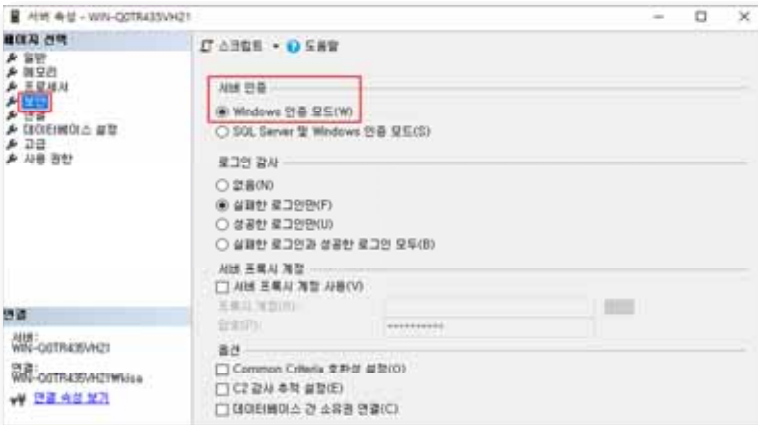 서버 속성 - WIN-Q0TR435VH21
페이지 선택
일반
메모리
프로세서
보안
연결
데이터베이스 설정
고급
사용 권한
스크립트 도움말
서버 인증
Windows 인증 모드(W)
SQL Server 및 Windows 인증 모드(S)
로그인 감사
없음(N)
실패한 로그인만(F)
성공한 로그인만(U)
실패한 로그인과 성공한 로그인 모두(B)
서버 프록시 계정
서버 프록시 계정 사용(V)
프록시 계정(R):
암호(P):
**********
옵션
Common Criteria 호환성 설정(O)
C2 감사 추적 설정(E)
데이터베이스 간 소유권 연결(C)
연결
서버:
WIN-Q0TR435VH21
연결:
WIN-Q0TR435VH21₩kisa
연결 속성 보기